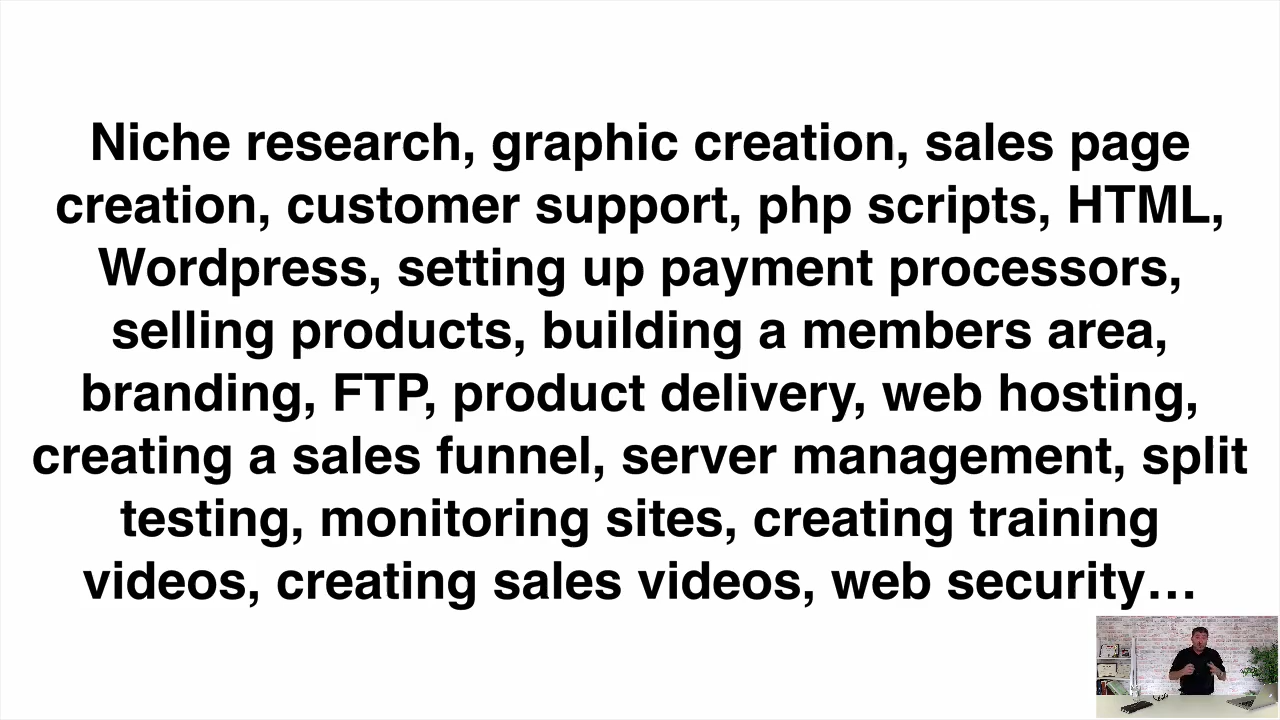 Niche research, graphic creation, sales page
creation, customer support, php scripts, HTML,
Wordpress, setting up payment processors,
selling products, building a members area,
branding, FTP, product delivery, web hosting,
creating a sales funnel, server management, split
testing, monitoring sites, creating training
videos, creating sales videos, web security…